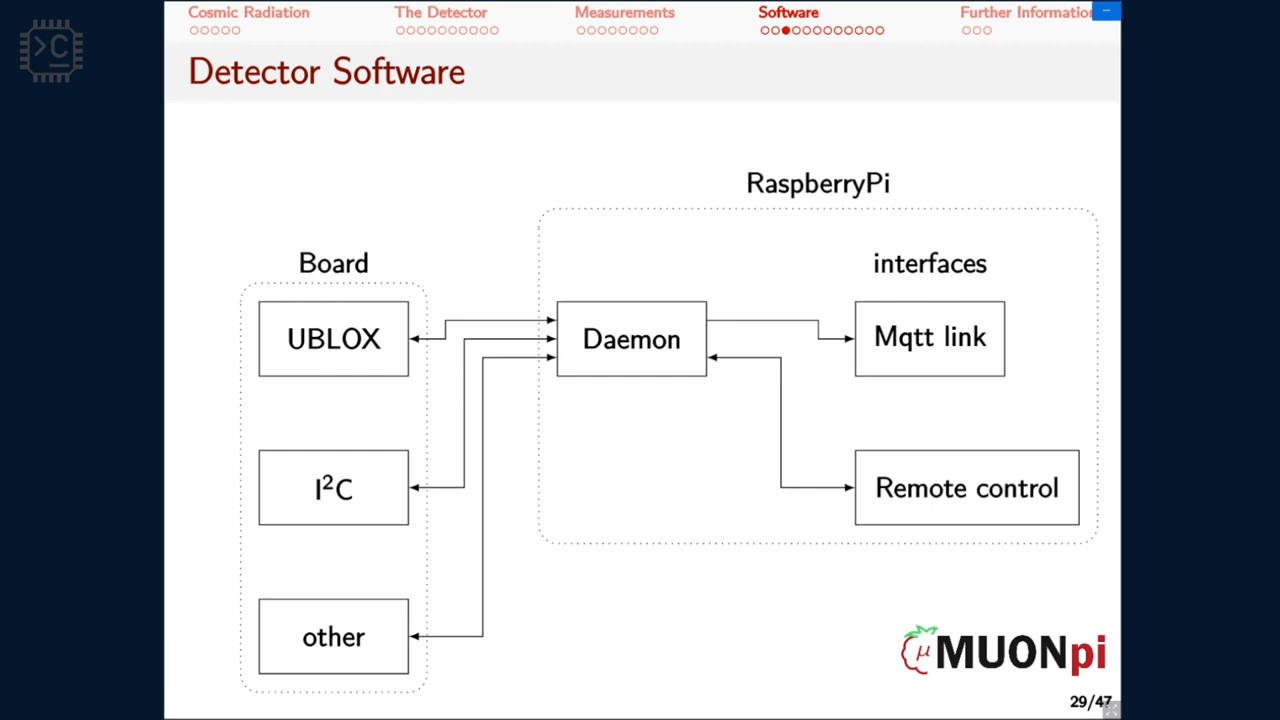 Cosmic Radiation
The Detector
Measurements
Software
Further Informatio
Detector Software
RaspberryPi
Board
interfaces
UBLOX
Daemon
Mqtt link
I²C
Remote control
other
μ MUONpi
29/47
>C